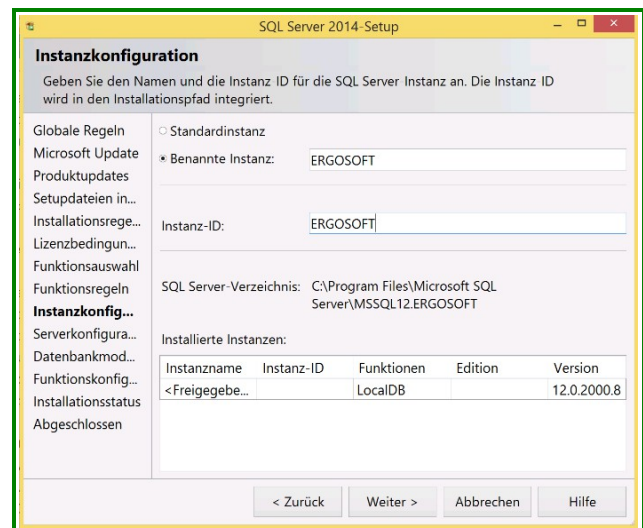 SQL Server 2014-Setup
Instanzkonfiguration
Geben Sie den Namen und die Instanz ID für die SQL Server Instanz an. Die Instanz ID
wird in den Installationspfad integriert.
Globale Regeln
Microsoft Update
Produktupdates
Setupdateien in...
Installationsrege...
Lizenzbedingun...
Funktionsauswahl
Funktionsregeln
Instanzkonfig...
Serverkonfigura...
Datenbankmod...
Funktionskonfig...
Installationsstatus
Abgeschlossen
Standardinstanz
Benannte Instanz: ERGOSOFT
Instanz-ID: ERGOSOFT
SQL Server-Verzeichnis: C:\Program Files\Microsoft SQL
Server\MSSQL12.ERGOSOFT
Installierte Instanzen:
Instanzname Instanz-ID Funktionen Edition Version
<Freigegebe... LocalDB 12.0.2000.8
< Zurück Weiter > Abbrechen Hilfe